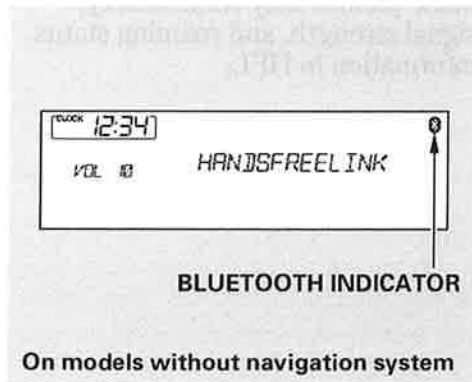 CLOCK 12:34
VOL 10 HANDSFREELINK
BLUETOOTH INDICATOR
On models without navigation system